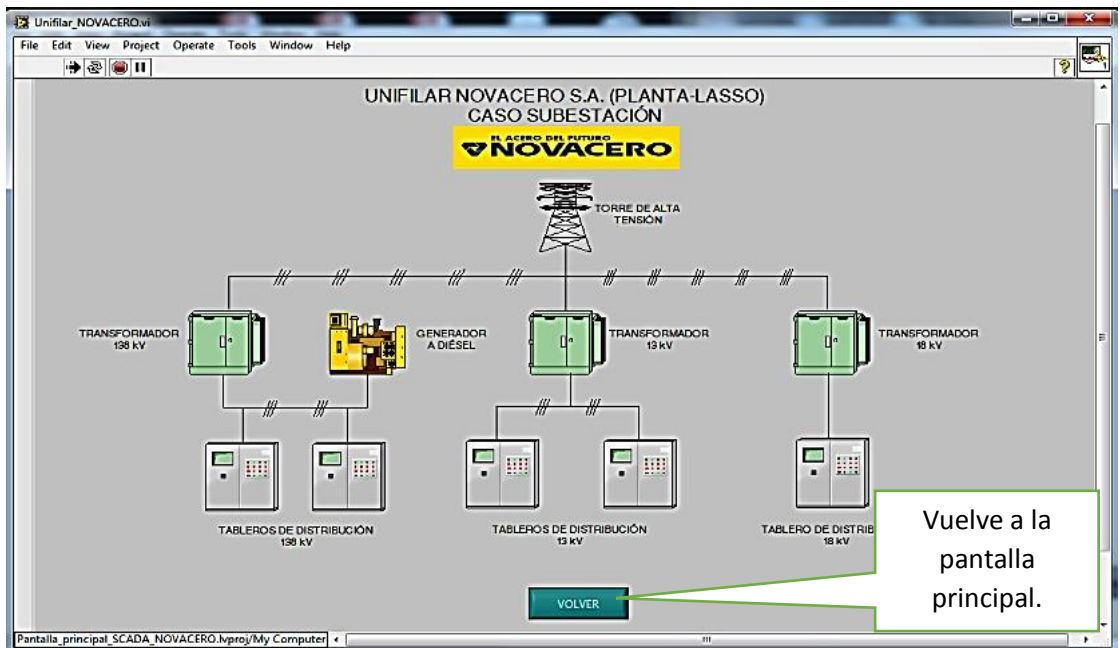 Unifilar_NOVACERO.vi
File Edit View Project Operate Tools Window Help
UNIFILAR NOVACERO S.A. (PLANTA-LASSO)
CASO SUBESTACIÓN
EL ACERO DEL FUTURO
NOVACERO
TORRE DE ALTA
TENSIÓN
TRANSFORMADOR
138 kV
GENERADOR
A DIÉSEL
TRANSFORMADOR
13 kV
TRANSFORMADOR
18 kV
TABLEROS DE DISTRIBUCIÓN
138 kV
TABLEROS DE DISTRIBUCIÓN
13 kV
TABLERO DE DISTRIB
18 kV
Vuelve a la
pantalla
principal.
VOLVER
Pantalla_principal_SCADA_NOVACERO.lvproj/My Computer